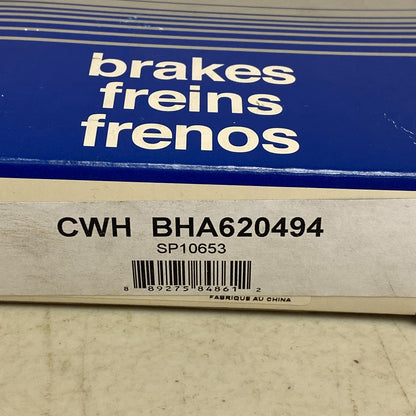 brakes
freins
frenos
CWH BHA620494
SP10653
8 89275 84861 2
FABRIQUE AU CHINA